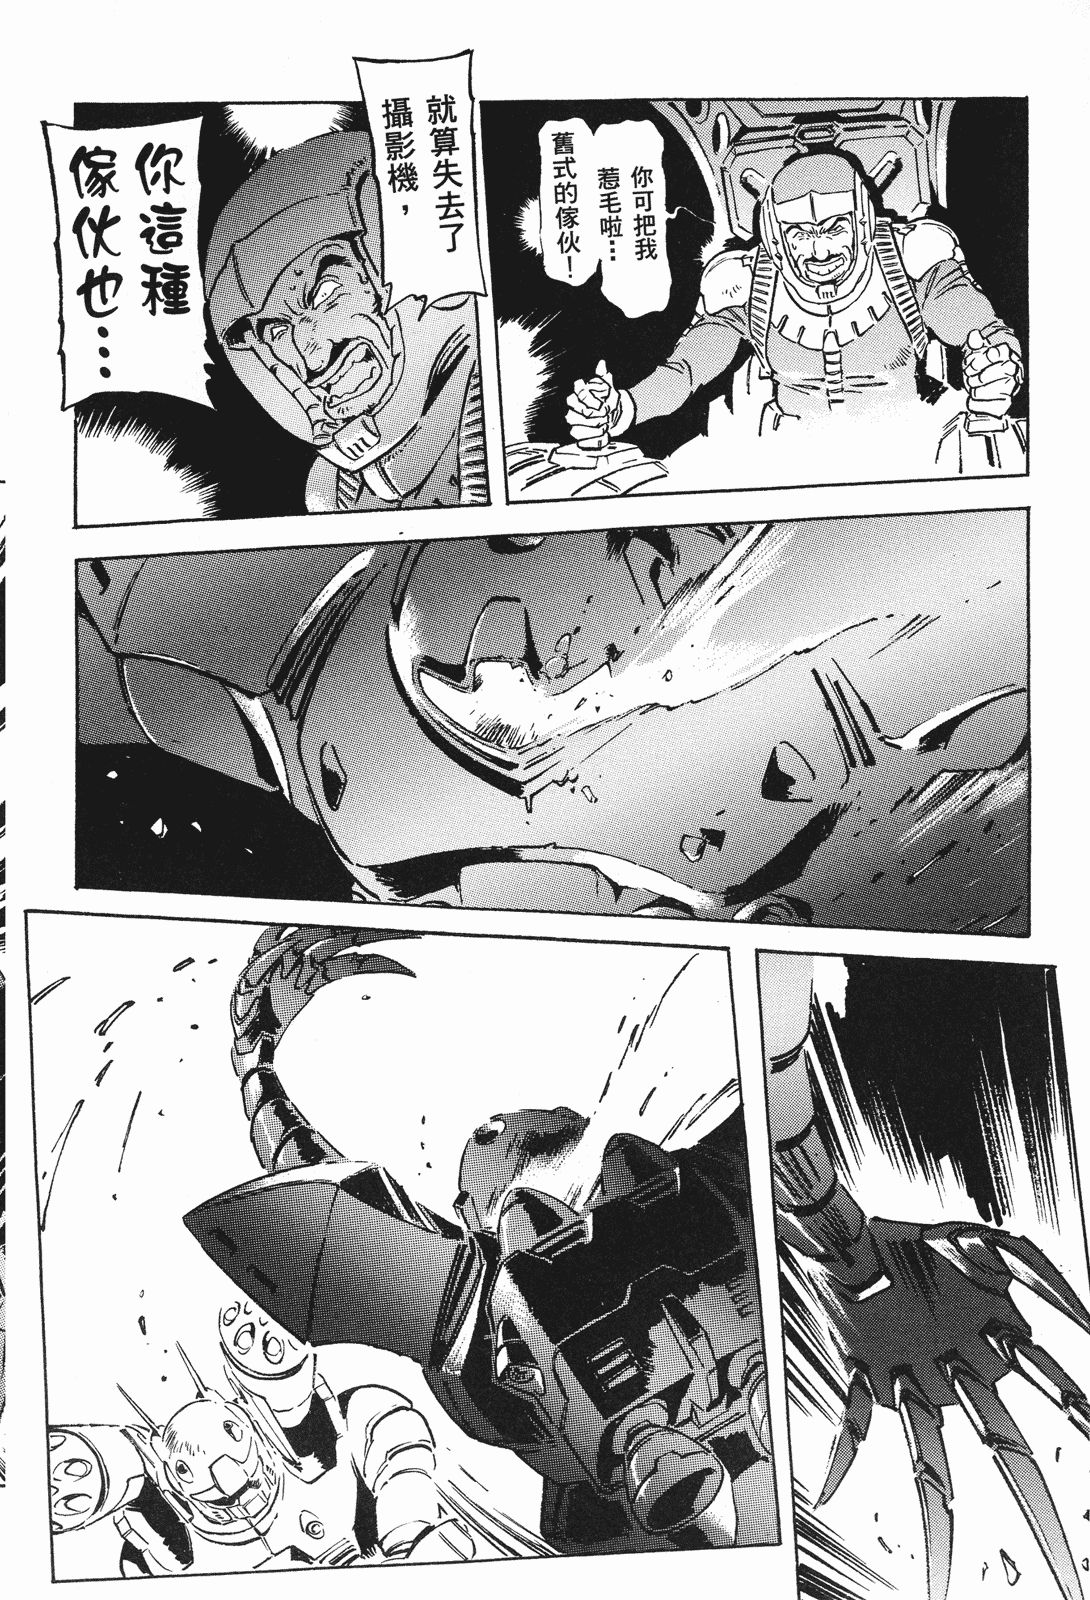 你可把我
惹毛啦…
舊式的傢伙！
就算失去了
攝影機，
你這種
傢伙也…